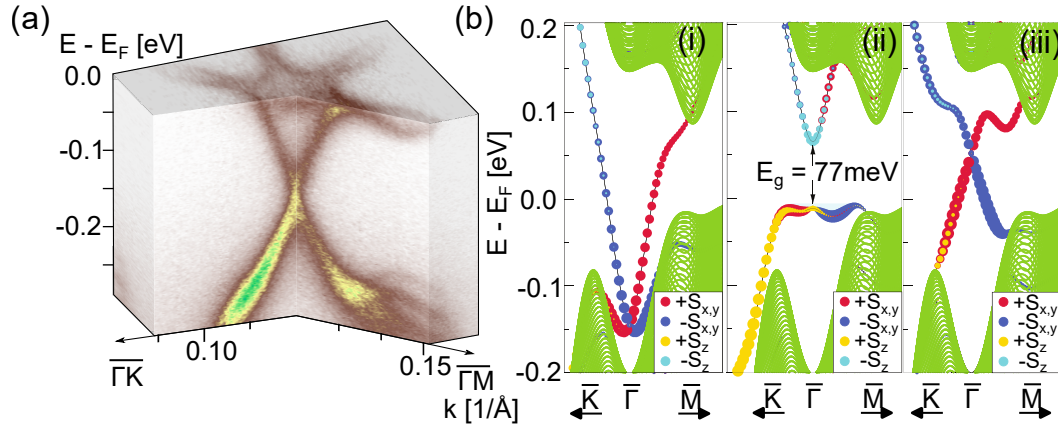 (a)
E - E_F [eV]
0.0
-0.1
-0.2
ΓK
0.10
0.15
ΓM
k [1/Å]
(b)
E - E_F [eV]
0.2
0.1
0.0
-0.1
-0.2
(i)
+S_x,y
-S_x,y
+S_z
-S_z
K̅ Γ̅ M̅
(ii)
E_g = 77meV
+S_x,y
-S_x,y
+S_z
-S_z
K̅ Γ̅ M̅
(iii)
+S_x,y
-S_x,y
+S_z
-S_z
K̅ Γ̅ M̅